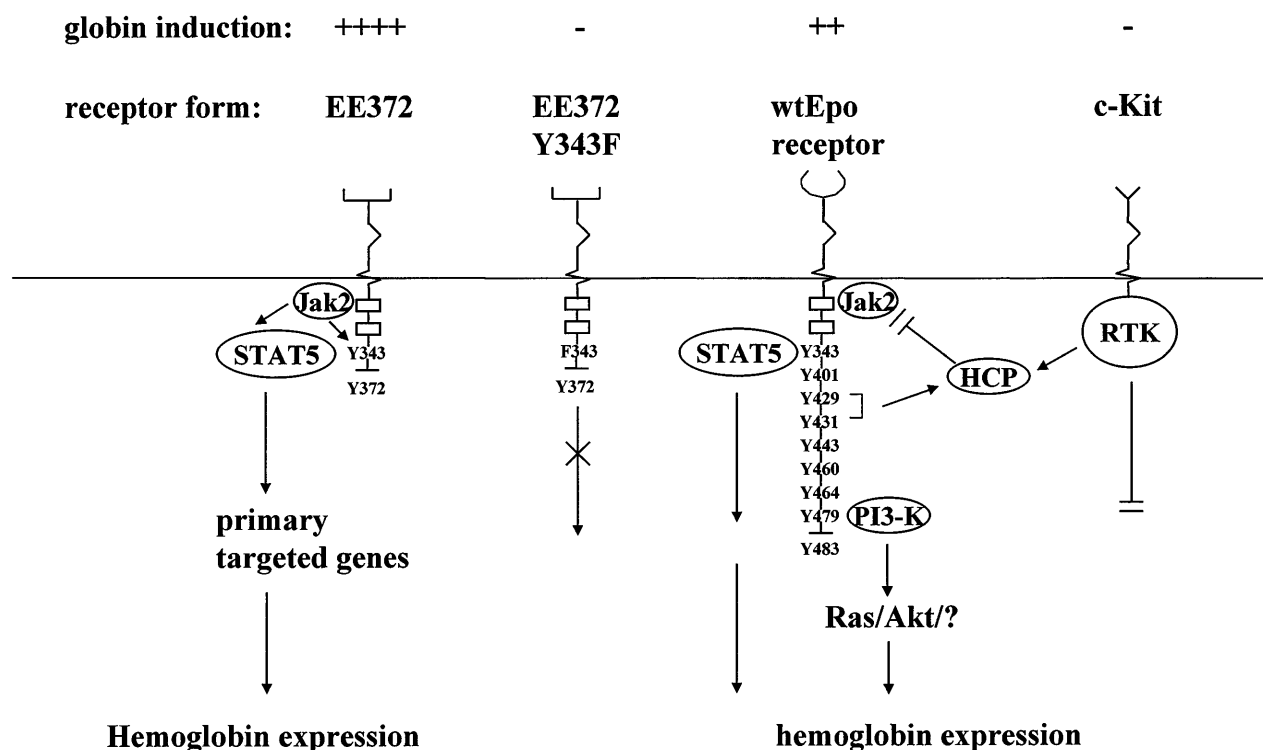 globin induction: ++++ - ++ -
receptor form: EE372 EE372 wtEpo c-Kit
Y343F receptor
Jak2 Jak2
RTK
STAT5 Y343 F343 STAT5 Y343
Y372 Y372 Y401 HCP
Y429
Y431
Y443
Y460
Y464
primary Y479 PI3-K
targeted genes Y483
Ras/Akt/?
Hemoglobin expression hemoglobin expression